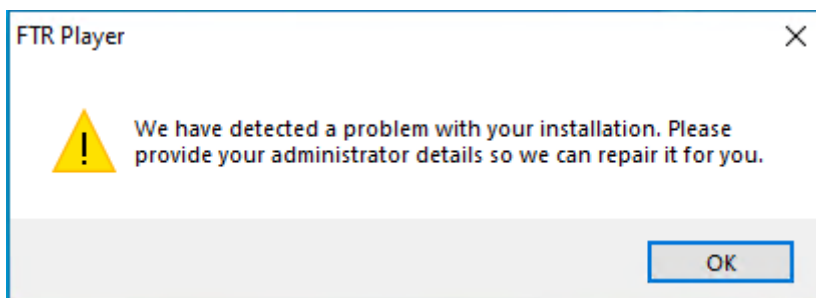 FTR Player
We have detected a problem with your installation. Please
provide your administrator details so we can repair it for you.
OK